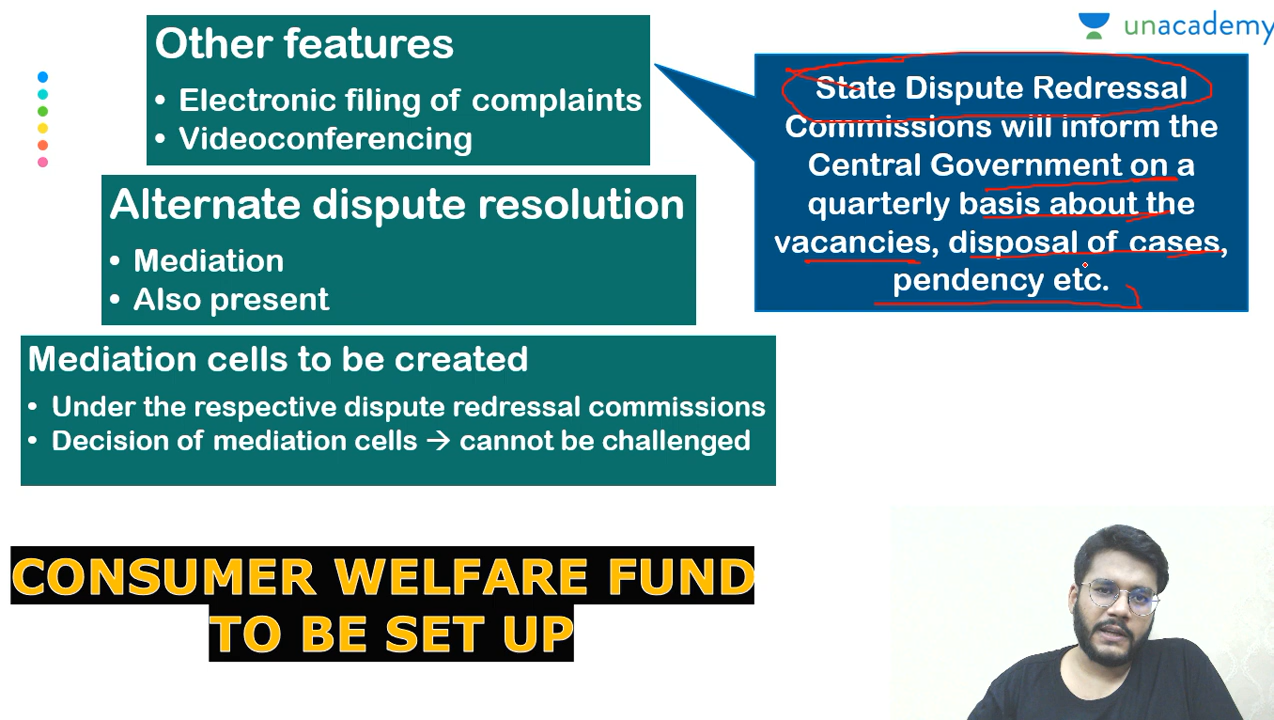 Other features
• Electronic filing of complaints
• Videoconferencing
Alternate dispute resolution
• Mediation
• Also present
Mediation cells to be created
• Under the respective dispute redressal commissions
• Decision of mediation cells → cannot be challenged
CONSUMER WELFARE FUND
TO BE SET UP
unacademy
State Dispute Redressal
Commissions will inform the
Central Government on a
quarterly basis about the
vacancies, disposal of cases,
pendency etc.